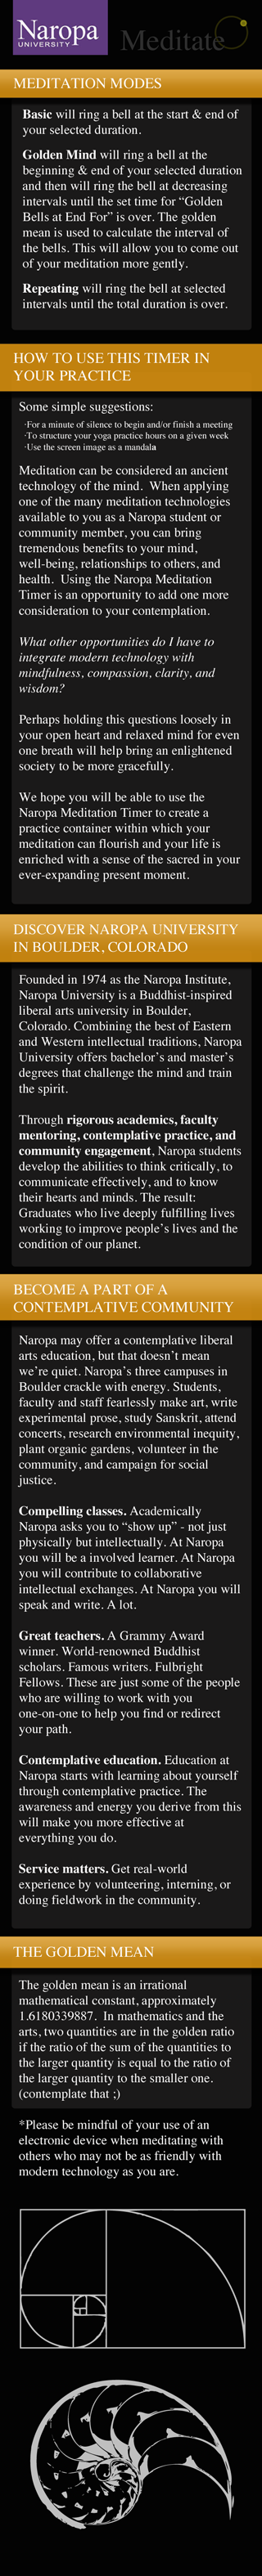 Naropa
UNIVERSITY
Meditate
MEDITATION MODES
Basic will ring a bell at the start & end of
your selected duration.
Golden Mind will ring a bell at the
beginning & end of your selected duration
and then will ring the bell at decreasing
intervals until the set time for “Golden
Bells at End For” is over. The golden
mean is used to calculate the interval of
the bells. This will allow you to come out
of your meditation more gently.
Repeating will ring the bell at selected
intervals until the total duration is over.
HOW TO USE THIS TIMER IN
YOUR PRACTICE
Some simple suggestions:
·For a minute of silence to begin and/or finish a meeting
·To structure your yoga practice hours on a given week
·Use the screen image as a mandala
Meditation can be considered an ancient
technology of the mind. When applying
one of the many meditation technologies
available to you as a Naropa student or
community member, you can bring
tremendous benefits to your mind,
well-being, relationships to others, and
health. Using the Naropa Meditation
Timer is an opportunity to add one more
consideration to your contemplation.
What other opportunities do I have to
integrate modern technology with
mindfulness, compassion, clarity, and
wisdom?
Perhaps holding this questions loosely in
your open heart and relaxed mind for even
one breath will help bring an enlightened
society to be more gracefully.
We hope you will be able to use the
Naropa Meditation Timer to create a
practice container within which your
meditation can flourish and your life is
enriched with a sense of the sacred in your
ever-expanding present moment.
DISCOVER NAROPA UNIVERSITY
IN BOULDER, COLORADO
Founded in 1974 as the Naropa Institute,
Naropa University is a Buddhist-inspired
liberal arts university in Boulder,
Colorado. Combining the best of Eastern
and Western intellectual traditions, Naropa
University offers bachelor’s and master’s
degrees that challenge the mind and train
the spirit.
Through rigorous academics, faculty
mentoring, contemplative practice, and
community engagement, Naropa students
develop the abilities to think critically, to
communicate effectively, and to know
their hearts and minds. The result:
Graduates who live deeply fulfilling lives
working to improve people’s lives and the
condition of our planet.
BECOME A PART OF A
CONTEMPLATIVE COMMUNITY
Naropa may offer a contemplative liberal
arts education, but that doesn’t mean
we’re quiet. Naropa’s three campuses in
Boulder crackle with energy. Students,
faculty and staff fearlessly make art, write
experimental prose, study Sanskrit, attend
concerts, research environmental inequity,
plant organic gardens, volunteer in the
community, and campaign for social
justice.
Compelling classes. Academically
Naropa asks you to “show up” - not just
physically but intellectually. At Naropa
you will be a involved learner. At Naropa
you will contribute to collaborative
intellectual exchanges. At Naropa you will
speak and write. A lot.
Great teachers. A Grammy Award
winner. World-renowned Buddhist
scholars. Famous writers. Fulbright
Fellows. These are just some of the people
who are willing to work with you
one-on-one to help you find or redirect
your path.
Contemplative education. Education at
Naropa starts with learning about yourself
through contemplative practice. The
awareness and energy you derive from this
will make you more effective at
everything you do.
Service matters. Get real-world
experience by volunteering, interning, or
doing fieldwork in the community.
THE GOLDEN MEAN
The golden mean is an irrational
mathematical constant, approximately
1.6180339887. In mathematics and the
arts, two quantities are in the golden ratio
if the ratio of the sum of the quantities to
the larger quantity is equal to the ratio of
the larger quantity to the smaller one.
(contemplate that ;)
*Please be mindful of your use of an
electronic device when meditating with
others who may not be as friendly with
modern technology as you are.